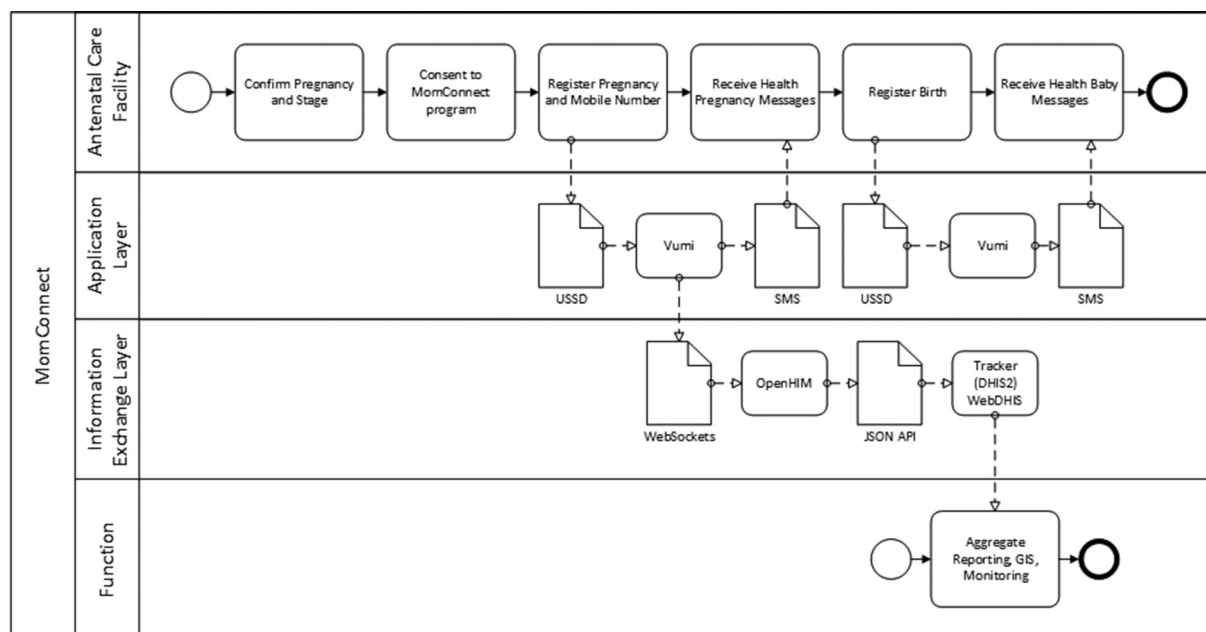 MomConnect
Antenatal Care
Facility
Confirm Pregnancy
and Stage
Consent to
MomConnect
program
Register Pregnancy
and Mobile Number
Receive Health
Pregnancy Messages
Register Birth
Receive Health Baby
Messages
Application
Layer
USSD
Vumi
SMS
USSD
Vumi
SMS
Information
Exchange Layer
WebSockets
OpenHIM
JSON API
Tracker
(DHIS2)
WebDHIS
Function
Aggregate
Reporting, GIS,
Monitoring